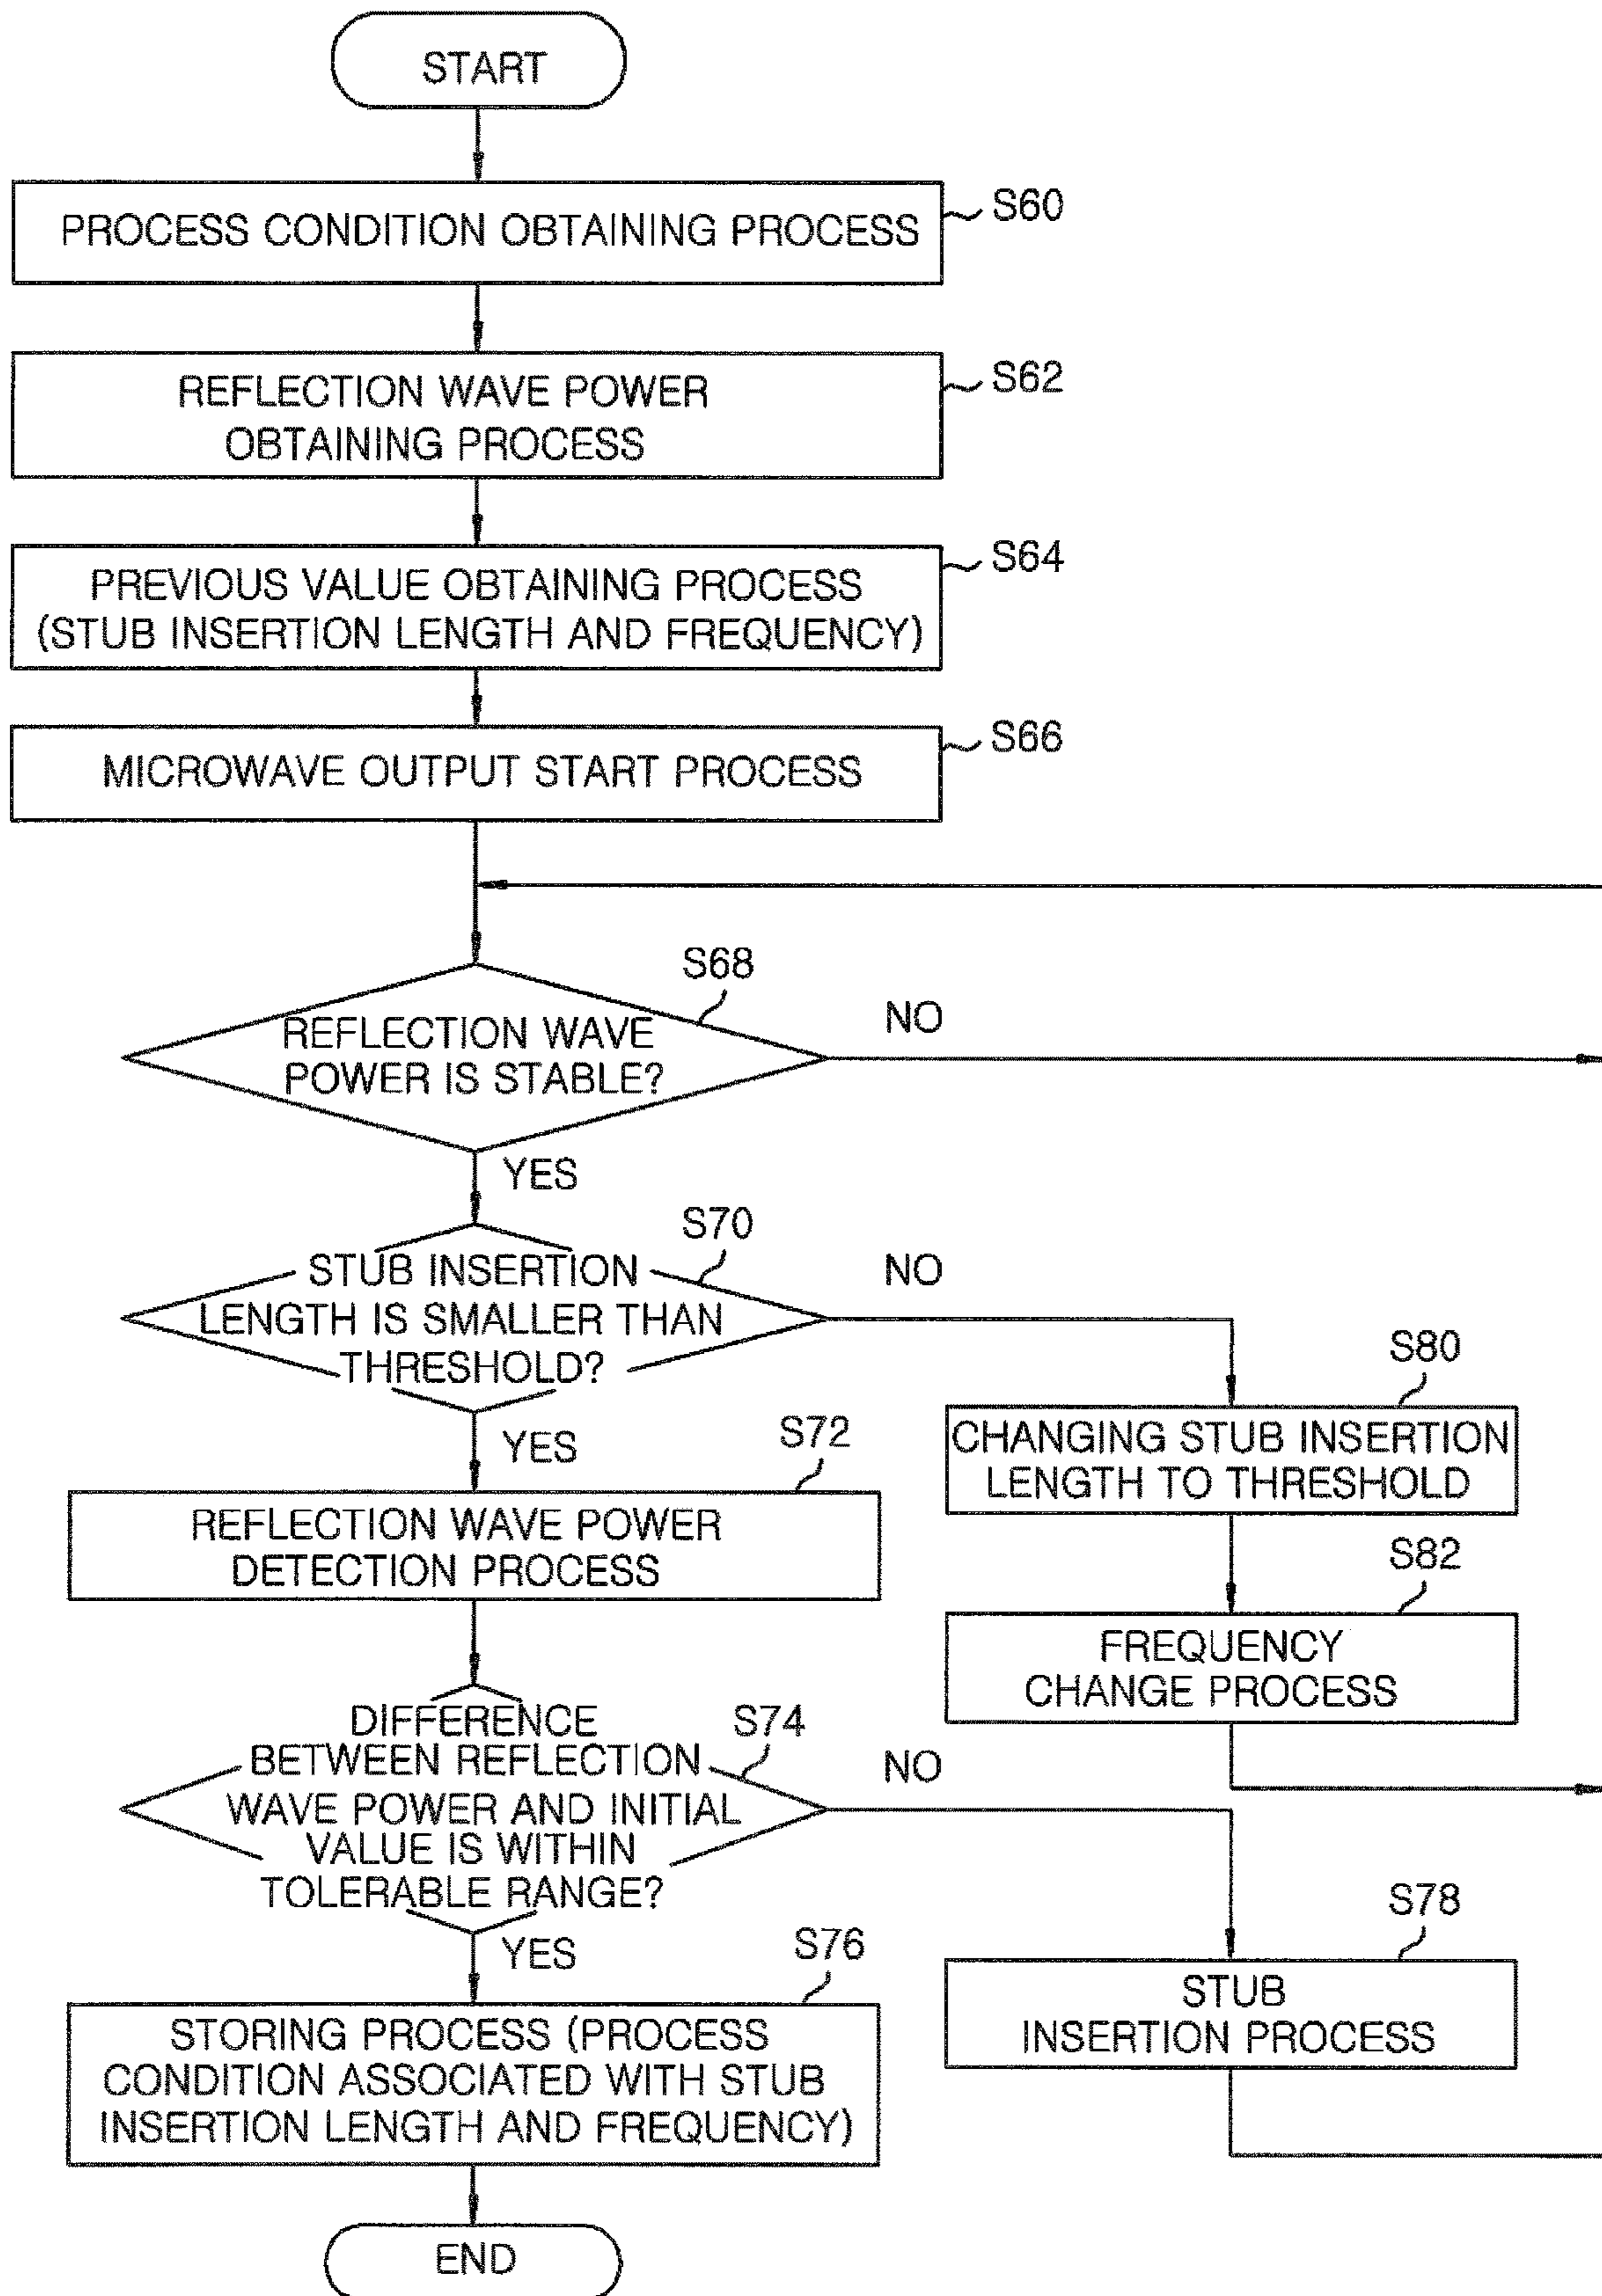 START
PROCESS CONDITION OBTAINING PROCESS
S60
REFLECTION WAVE POWER
OBTAINING PROCESS
S62
PREVIOUS VALUE OBTAINING PROCESS
(STUB INSERTION LENGTH AND FREQUENCY)
S64
MICROWAVE OUTPUT START PROCESS
S66
S68
REFLECTION WAVE
POWER IS STABLE?
NO
YES
S70
STUB INSERTION
LENGTH IS SMALLER THAN
THRESHOLD?
NO
YES
S80
CHANGING STUB INSERTION
LENGTH TO THRESHOLD
S72
REFLECTION WAVE POWER
DETECTION PROCESS
S82
FREQUENCY
CHANGE PROCESS
S74
DIFFERENCE
BETWEEN REFLECTION
WAVE POWER AND INITIAL
VALUE IS WITHIN
TOLERABLE RANGE?
NO
YES
S78
STUB
INSERTION PROCESS
S76
STORING PROCESS (PROCESS
CONDITION ASSOCIATED WITH STUB
INSERTION LENGTH AND FREQUENCY)
END